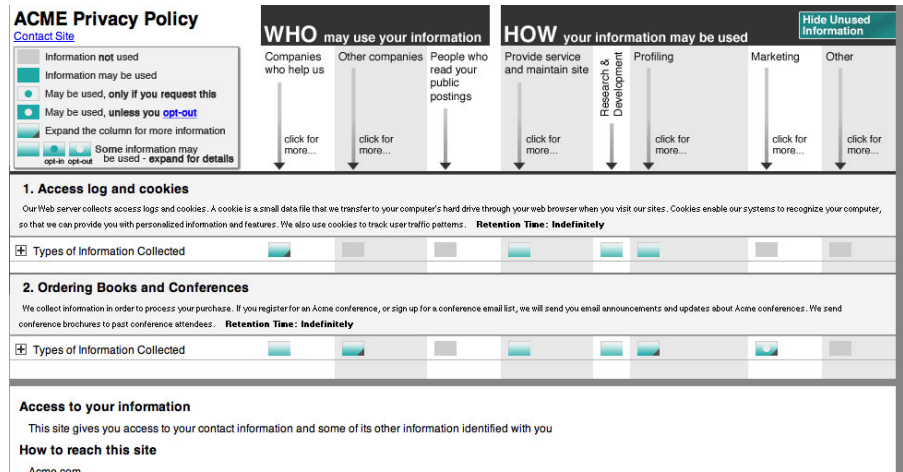 ACME Privacy Policy
Contact Site
Information not used
Information may be used
May be used, only if you request this
May be used, unless you opt-out
Expand the column for more information
opt-in opt-out
Some information may
be used - expand for details
WHO may use your information
HOW your information may be used
Hide Unused
Information
Companies
who help us
click for
more...
Other companies
click for
more...
People who
read your
public
postings
Provide service
and maintain site
click for
more...
Research &
Development
Profiling
click for
more...
Marketing
click for
more...
Other
click for
more...
1. Access log and cookies
Our Web server collects access logs and cookies. A cookie is a small data file that we transfer to your computer's hard drive through your web browser when you visit our sites. Cookies enable our systems to recognize your computer,
so that we can provide you with personalized information and features. We also use cookies to track user traffic patterns. Retention Time: Indefinitely
Types of Information Collected
2. Ordering Books and Conferences
We collect information in order to process your purchase. If you register for an Acme conference, or sign up for a conference email list, we will send you email announcements and updates about Acme conferences. We send
conference brochures to past conference attendees. Retention Time: Indefinitely
Types of Information Collected
Access to your information
This site gives you access to your contact information and some of its other information identified with you
How to reach this site
Acme.com